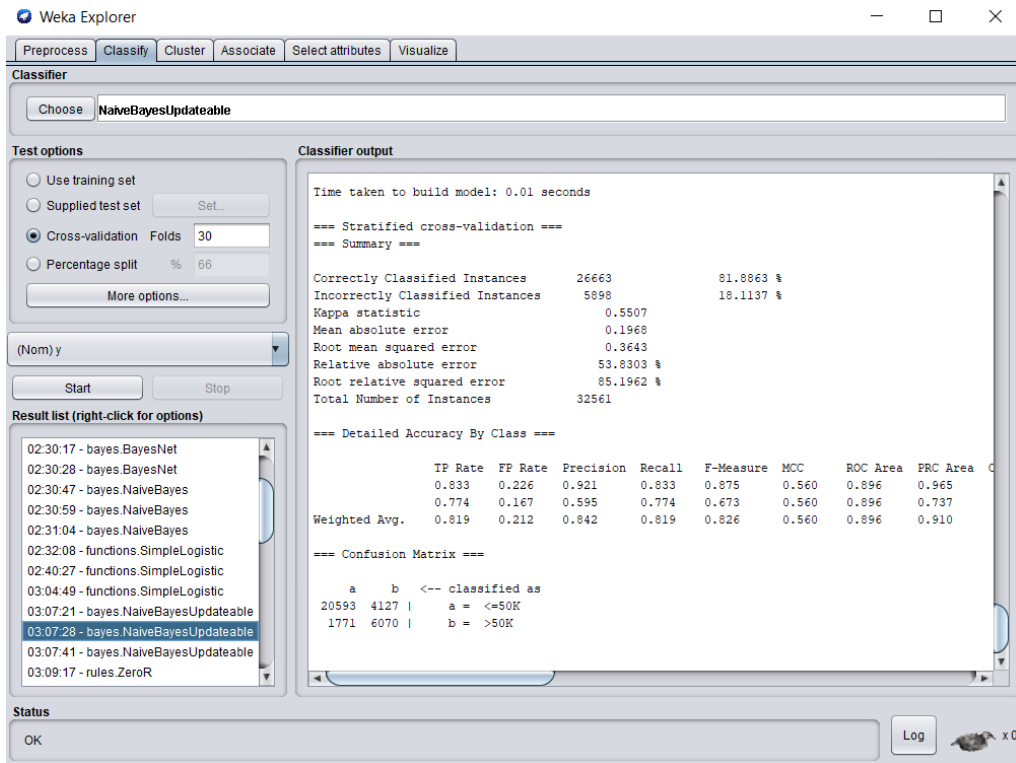 Weka Explorer
Preprocess Classify Cluster Associate Select attributes Visualize
Classifier
Choose NaiveBayesUpdateable
Test options
Use training set
Supplied test set Set...
Cross-validation Folds 30
Percentage split % 66
More options...
(Nom) y
Start Stop
Result list (right-click for options)
02:30:17 - bayes.BayesNet
02:30:28 - bayes.BayesNet
02:30:47 - bayes.NaiveBayes
02:30:59 - bayes.NaiveBayes
02:31:04 - bayes.NaiveBayes
02:32:08 - functions.SimpleLogistic
02:40:27 - functions.SimpleLogistic
03:04:49 - functions.SimpleLogistic
03:07:21 - bayes.NaiveBayesUpdateable
03:07:28 - bayes.NaiveBayesUpdateable
03:07:41 - bayes.NaiveBayesUpdateable
03:09:17 - rules.ZeroR
Classifier output
Time taken to build model: 0.01 seconds
=== Stratified cross-validation ===
=== Summary ===
Correctly Classified Instances 26663 81.8863 %
Incorrectly Classified Instances 5898 18.1137 %
Kappa statistic 0.5507
Mean absolute error 0.1968
Root mean squared error 0.3643
Relative absolute error 53.8303 %
Root relative squared error 85.1962 %
Total Number of Instances 32561
=== Detailed Accuracy By Class ===
TP Rate FP Rate Precision Recall F-Measure MCC ROC Area PRC Area C
0.833 0.226 0.921 0.833 0.875 0.560 0.896 0.965
0.774 0.167 0.595 0.774 0.673 0.560 0.896 0.737
Weighted Avg. 0.819 0.212 0.842 0.819 0.826 0.560 0.896 0.910
=== Confusion Matrix ===
a b <-- classified as
20593 4127 | a = <=50K
1771 6070 | b = >50K
Status
OK
Log
x 0